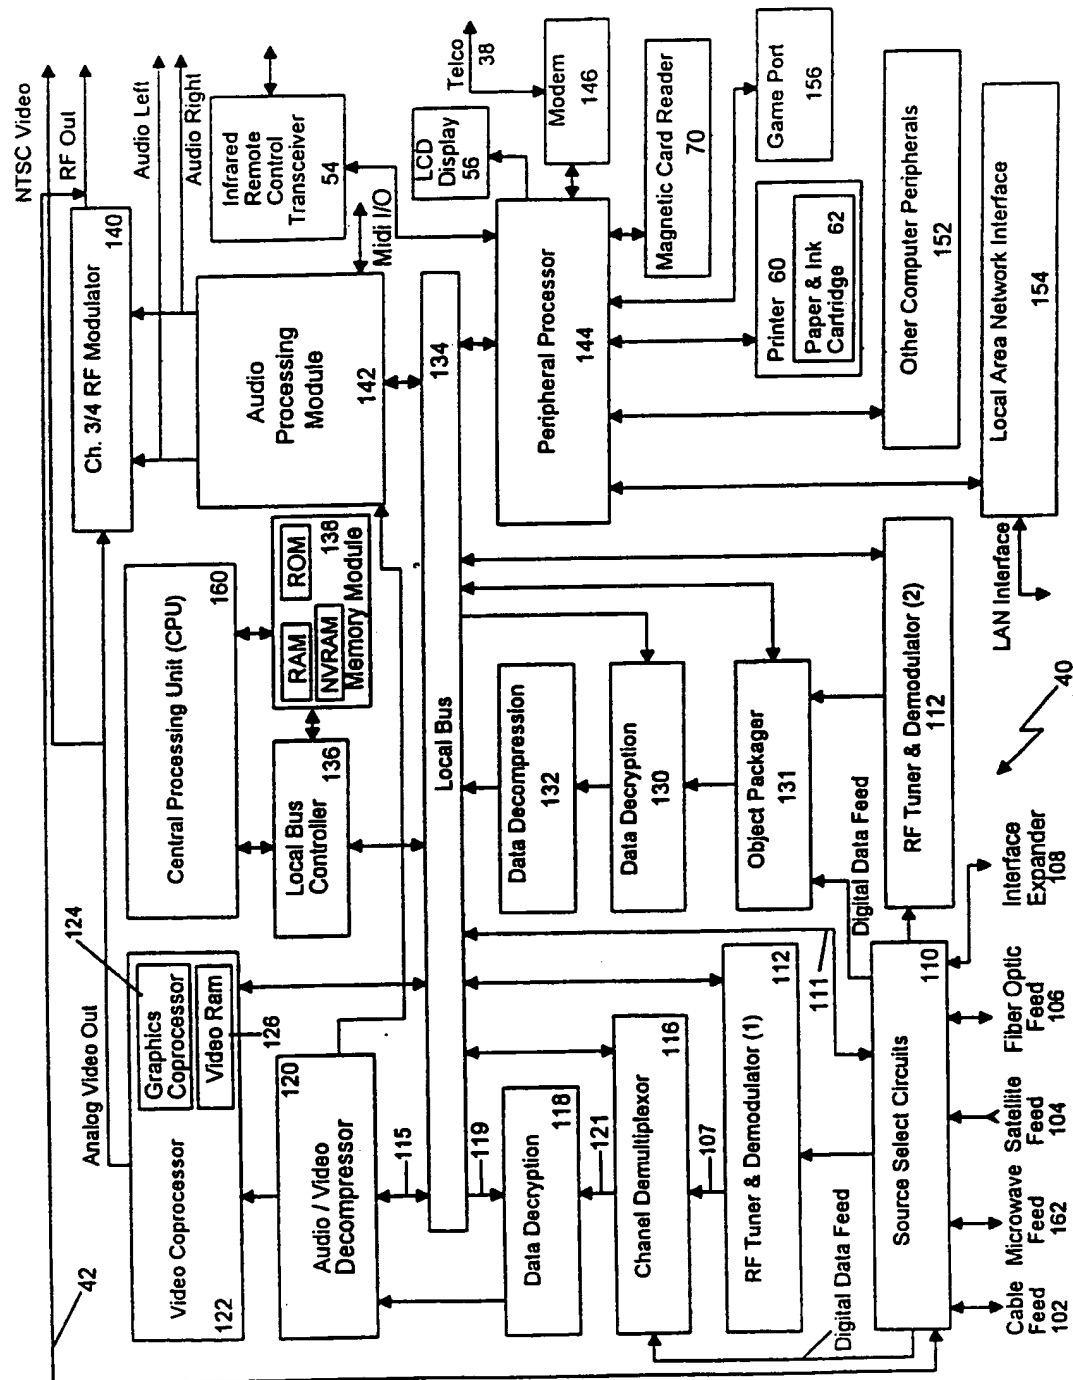 NTSC Video
RF Out
Audio Left
Audio Right
Ch. 3/4 RF Modulator
140
Infrared
Remote
Control
Transceiver
54
Midi I/O
LCD
Display
56
Telco
38
Modem
146
Magnetic Card Reader
70
Game Port
156
Printer 60
Paper & Ink
Cartridge
62
Other Computer Peripherals
152
Local Area Network Interface
154
LAN Interface
Audio
Processing
Module
142
134
Local Bus
Peripheral Processor
144
Central Processing Unit (CPU)
160
RAM
ROM
NVRAM
138
Memory Module
Local Bus
Controller
136
Data Decompression
132
Data Decryption
130
Object Packager
131
RF Tuner & Demodulator (2)
112
Digital Data Feed
40
Analog Video Out
124
Graphics
Coprocessor
Video Ram
126
Video Coprocessor
122
120
Audio / Video
Decompressor
115
119
118
Data Decryption
121
116
Chanel Demultiplexor
107
112
RF Tuner & Demodulator (1)
111
110
Source Select Circuits
Digital Data Feed
42
Cable
Feed
102
Microwave
Feed
162
Satellite
Feed
104
Fiber Optic
Feed
106
Interface
Expander
108